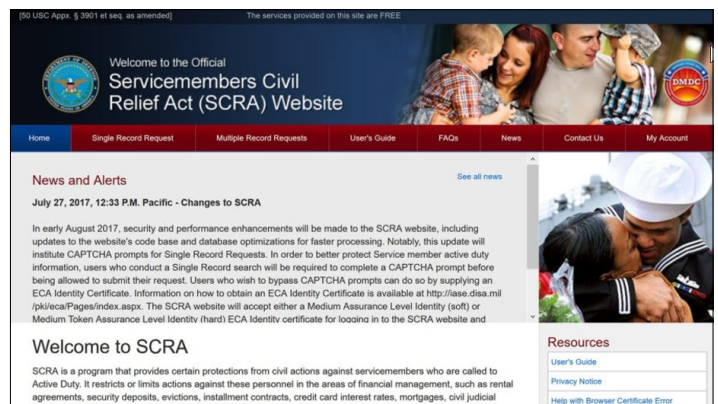 [50 USC Appx. § 3901 et seq. as amended]
The services provided on this site are FREE
Welcome to the Official
Servicemembers Civil
Relief Act (SCRA) Website
DMDC
Home
Single Record Request
Multiple Record Requests
User's Guide
FAQs
News
Contact Us
My Account
News and Alerts
See all news
July 27, 2017, 12:33 P.M. Pacific - Changes to SCRA
In early August 2017, security and performance enhancements will be made to the SCRA website, including
updates to the website's code base and database optimizations for faster processing. Notably, this update will
institute CAPTCHA prompts for Single Record Requests. In order to better protect Service member active duty
information, users who conduct a Single Record search will be required to complete a CAPTCHA prompt before
being allowed to submit their request. Users who wish to bypass CAPTCHA prompts can do so by supplying an
ECA Identity Certificate. Information on how to obtain an ECA Identity Certificate is available at http://iase.disa.mil
/pki/eca/Pages/index.aspx. The SCRA website will accept either a Medium Assurance Level Identity (soft) or
Medium Token Assurance Level Identity (hard) ECA Identity certificate for logging in to the SCRA website and
Welcome to SCRA
SCRA is a program that provides certain protections from civil actions against servicemembers who are called to
Active Duty. It restricts or limits actions against these personnel in the areas of financial management, such as rental
agreements, security deposits, evictions, installment contracts, credit card interest rates, mortgages, civil judicial
Resources
User's Guide
Privacy Notice
Help with Browser Certificate Error